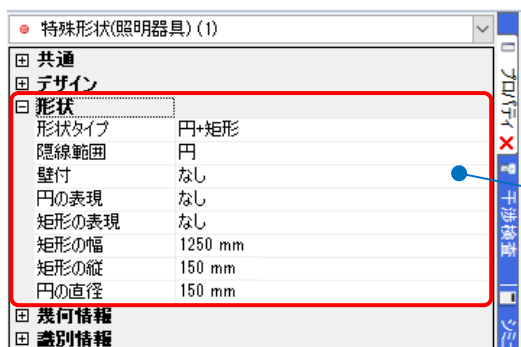 特殊形状(照明器具) (1)
共通
デザイン
形状
形状タイプ 円+矩形
隠線範囲 円
壁付 なし
円の表現 なし
矩形の表現 なし
矩形の幅 1250 mm
矩形の縦 150 mm
円の直径 150 mm
幾何情報
識別情報
プロパティ
干渉検査